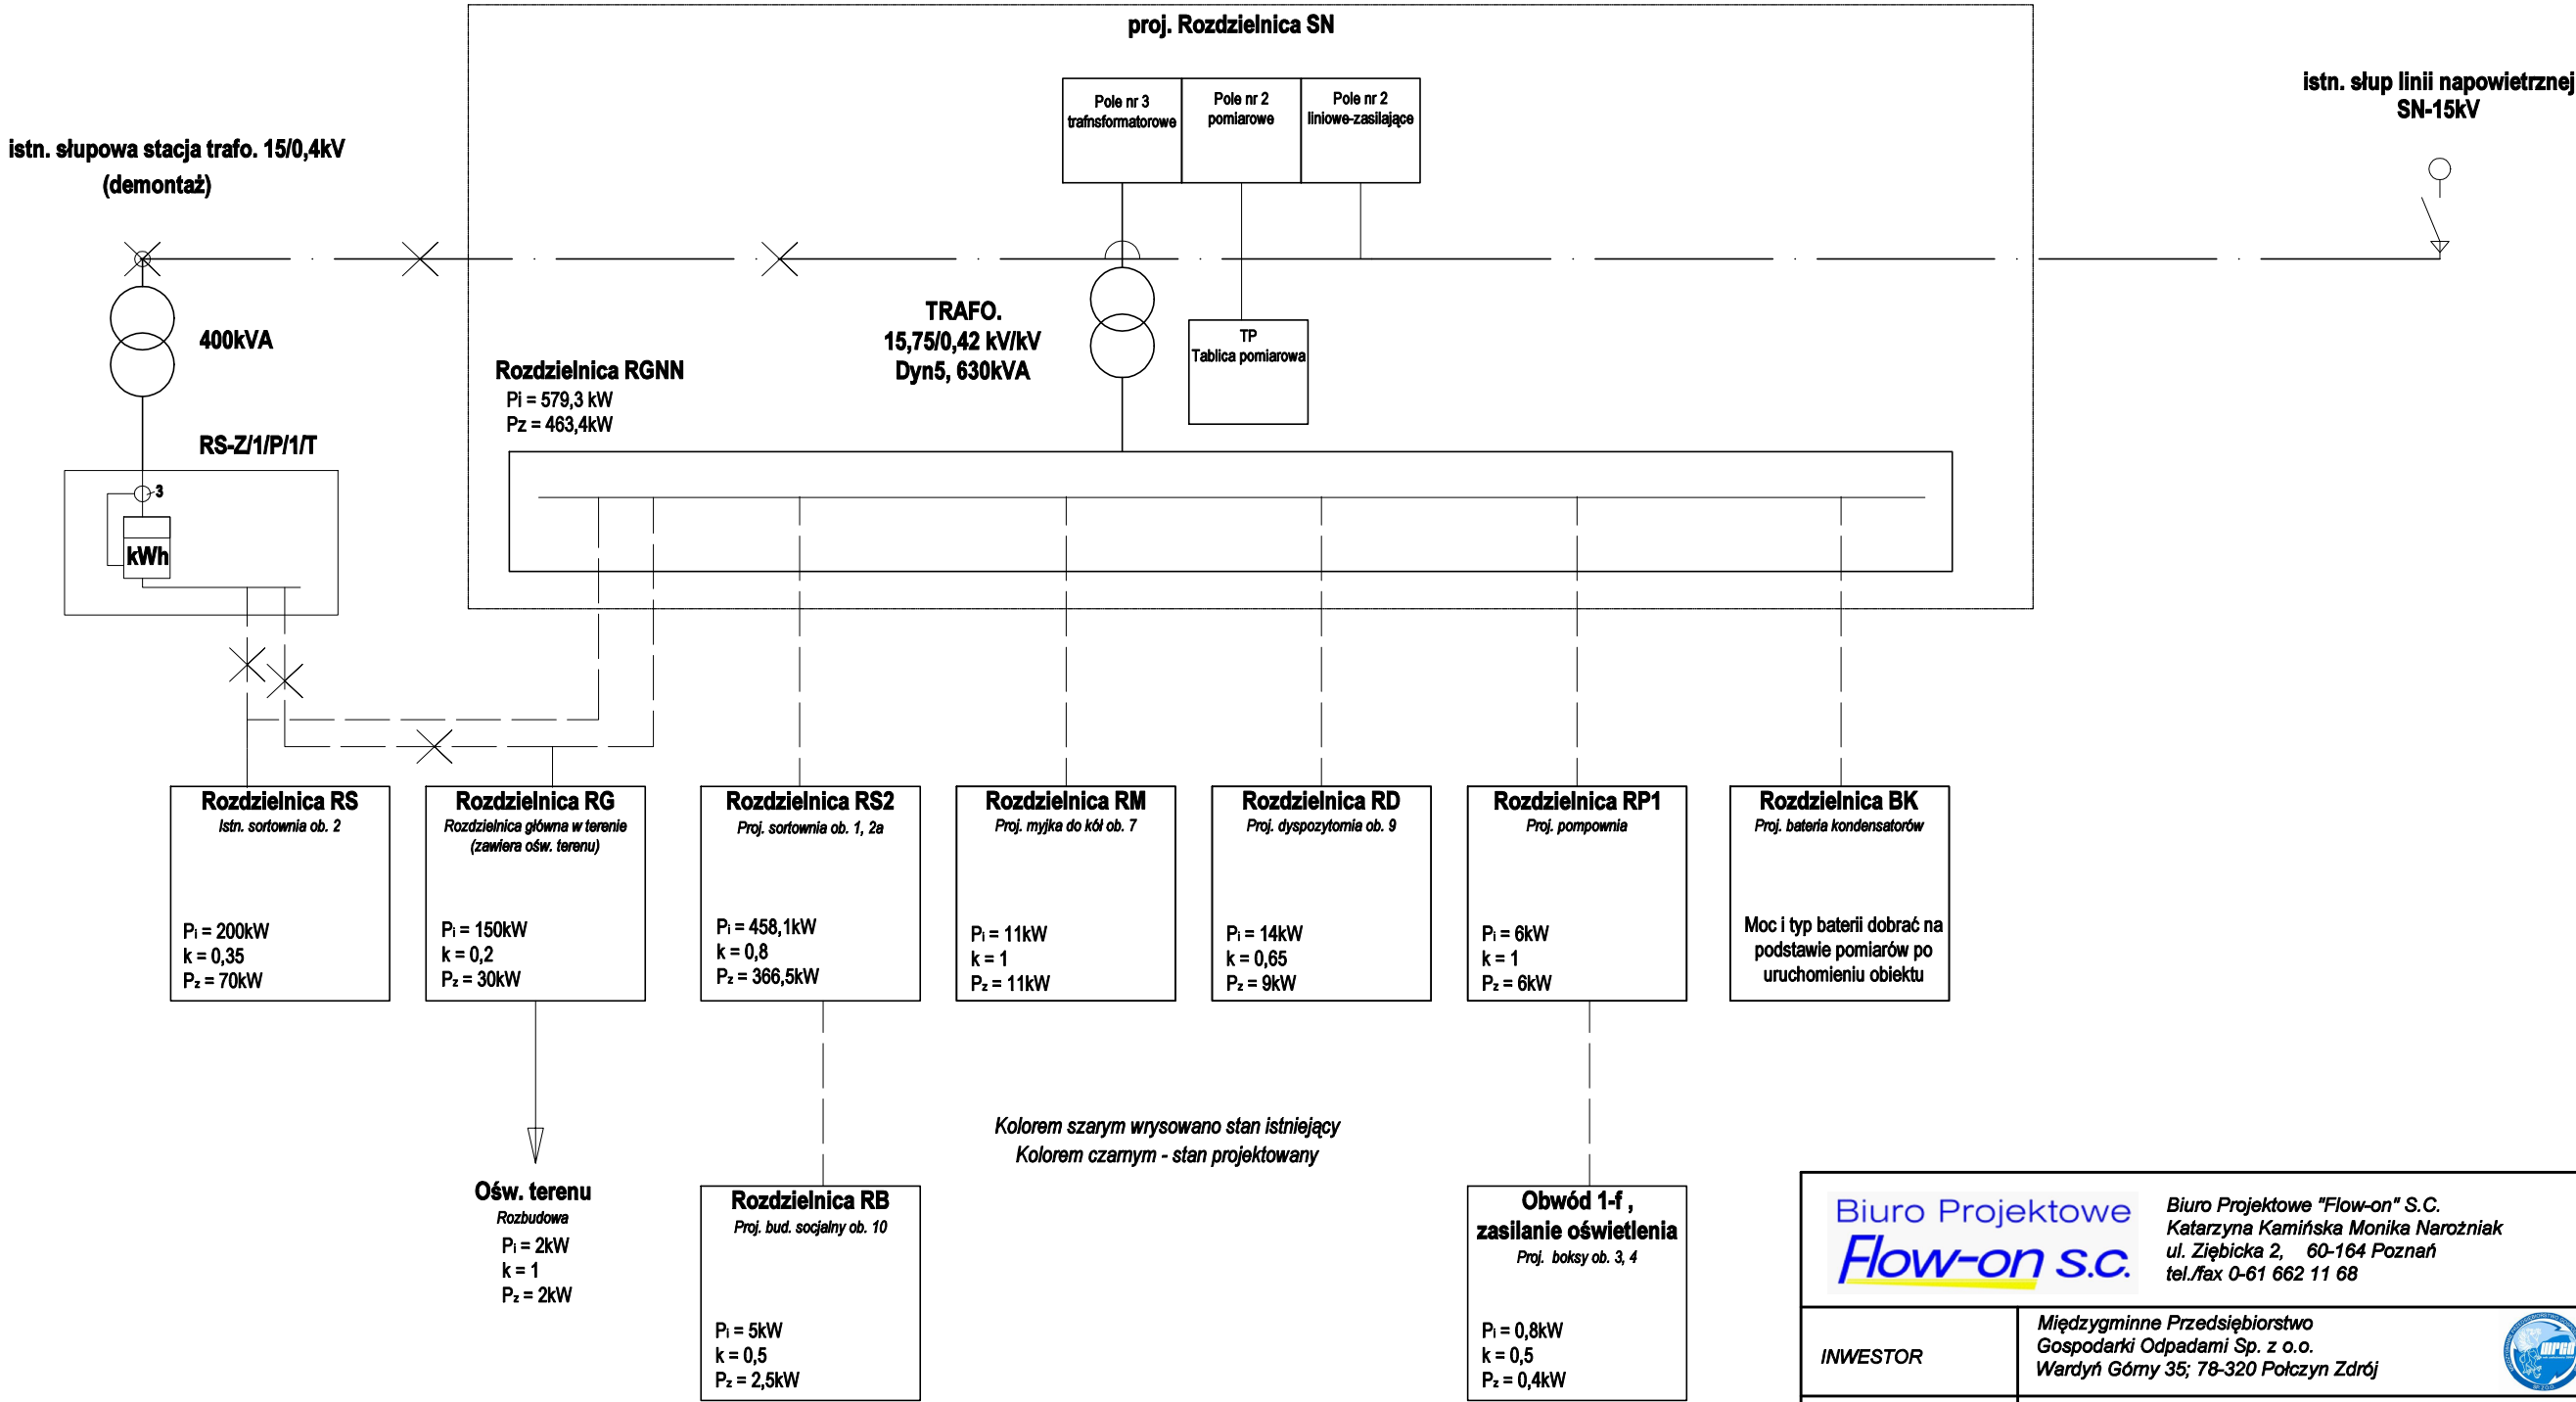 proj. Rozdzielnica SN
Pole nr 3
trafnsformatorowe
Pole nr 2
pomiarowe
Pole nr 2
liniowe-zasilające
istn. słup linii napowietrznej
SN-15kV
istn. słupowa stacja trafo. 15/0,4kV
(demontaż)
400kVA
TRAFO.
15,75/0,42 kV/kV
Dyn5, 630kVA
TP
Tablica pomiarowa
Rozdzielnica RGNN
Pi = 579,3 kW
Pz = 463,4kW
RS-Z/1/P/1/T
3
kWh
Rozdzielnica RS
Istn. sortownia ob. 2
Pi = 200kW
k = 0,35
Pz = 70kW
Rozdzielnica RG
Rozdzielnica główna w terenie
(zawiera ośw. terenu)
Pi = 150kW
k = 0,2
Pz = 30kW
Rozdzielnica RS2
Proj. sortownia ob. 1, 2a
Pi = 458,1kW
k = 0,8
Pz = 366,5kW
Rozdzielnica RM
Proj. myjka do kół ob. 7
Pi = 11kW
k = 1
Pz = 11kW
Rozdzielnica RD
Proj. dyspozytornia ob. 9
Pi = 14kW
k = 0,65
Pz = 9kW
Rozdzielnica RP1
Proj. pompownia
Pi = 6kW
k = 1
Pz = 6kW
Rozdzielnica BK
Proj. bateria kondensatorów
Moc i typ baterii dobrać na
podstawie pomiarów po
uruchomieniu obiektu
Kolorem szarym wrysowano stan istniejący
Kolorem czarnym - stan projektowany
Ośw. terenu
Rozbudowa
Pi = 2kW
k = 1
Pz = 2kW
Rozdzielnica RB
Proj. bud. socjalny ob. 10
Pi = 5kW
k = 0,5
Pz = 2,5kW
Obwód 1-f ,
zasilanie oświetlenia
Proj. boksy ob. 3, 4
Pi = 0,8kW
k = 0,5
Pz = 0,4kW
Biuro Projektowe
Flow-on s.c.
Biuro Projektowe "Flow-on" S.C.
Katarzyna Kamińska Monika Narożniak
ul. Ziębicka 2, 60-164 Poznań
tel./fax 0-61 662 11 68
INWESTOR
Międzygminne Przedsiębiorstwo
Gospodarki Odpadami Sp. z o.o.
Wardyń Górny 35; 78-320 Połczyn Zdrój